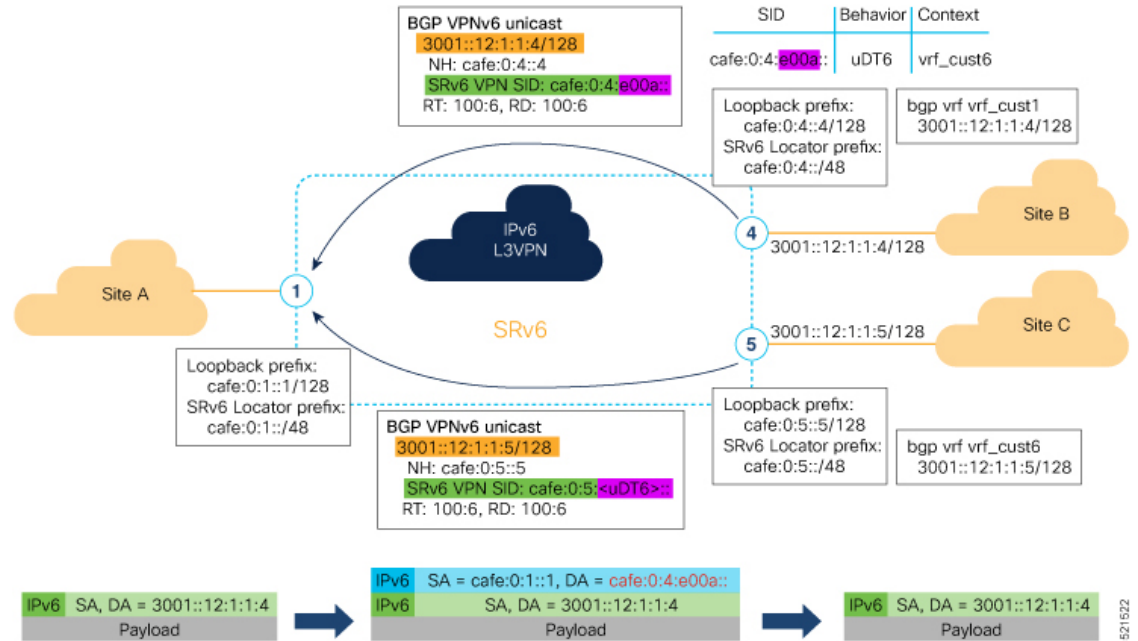 BGP VPNv6 unicast
3001::12:1:1:4/128
NH: cafe:0:4::4
SRv6 VPN SID: cafe:0:4:e00a::
RT: 100:6, RD: 100:6
SID Behavior Context
cafe:0:4:e00a:: uDT6 vrf_cust6
Loopback prefix:
cafe:0:4::4/128
SRv6 Locator prefix:
cafe:0:4::/48
bgp vrf vrf_cust1
3001::12:1:1:4/128
IPv6
L3VPN
4
3001::12:1:1:4/128
Site B
Site A
1
SRv6
5
3001::12:1:1:5/128
Site C
Loopback prefix:
cafe:0:1::1/128
SRv6 Locator prefix:
cafe:0:1::/48
BGP VPNv6 unicast
3001::12:1:1:5/128
NH: cafe:0:5::5
SRv6 VPN SID: cafe:0:5:<uDT6>::
RT: 100:6, RD: 100:6
Loopback prefix:
cafe:0:5::5/128
SRv6 Locator prefix:
cafe:0:5::/48
bgp vrf vrf_cust6
3001::12:1:1:5/128
IPv6 SA, DA = 3001::12:1:1:4
Payload
IPv6 SA = cafe:0:1::1, DA = cafe:0:4:e00a::
IPv6 SA, DA = 3001::12:1:1:4
Payload
IPv6 SA, DA = 3001::12:1:1:4
Payload
521522